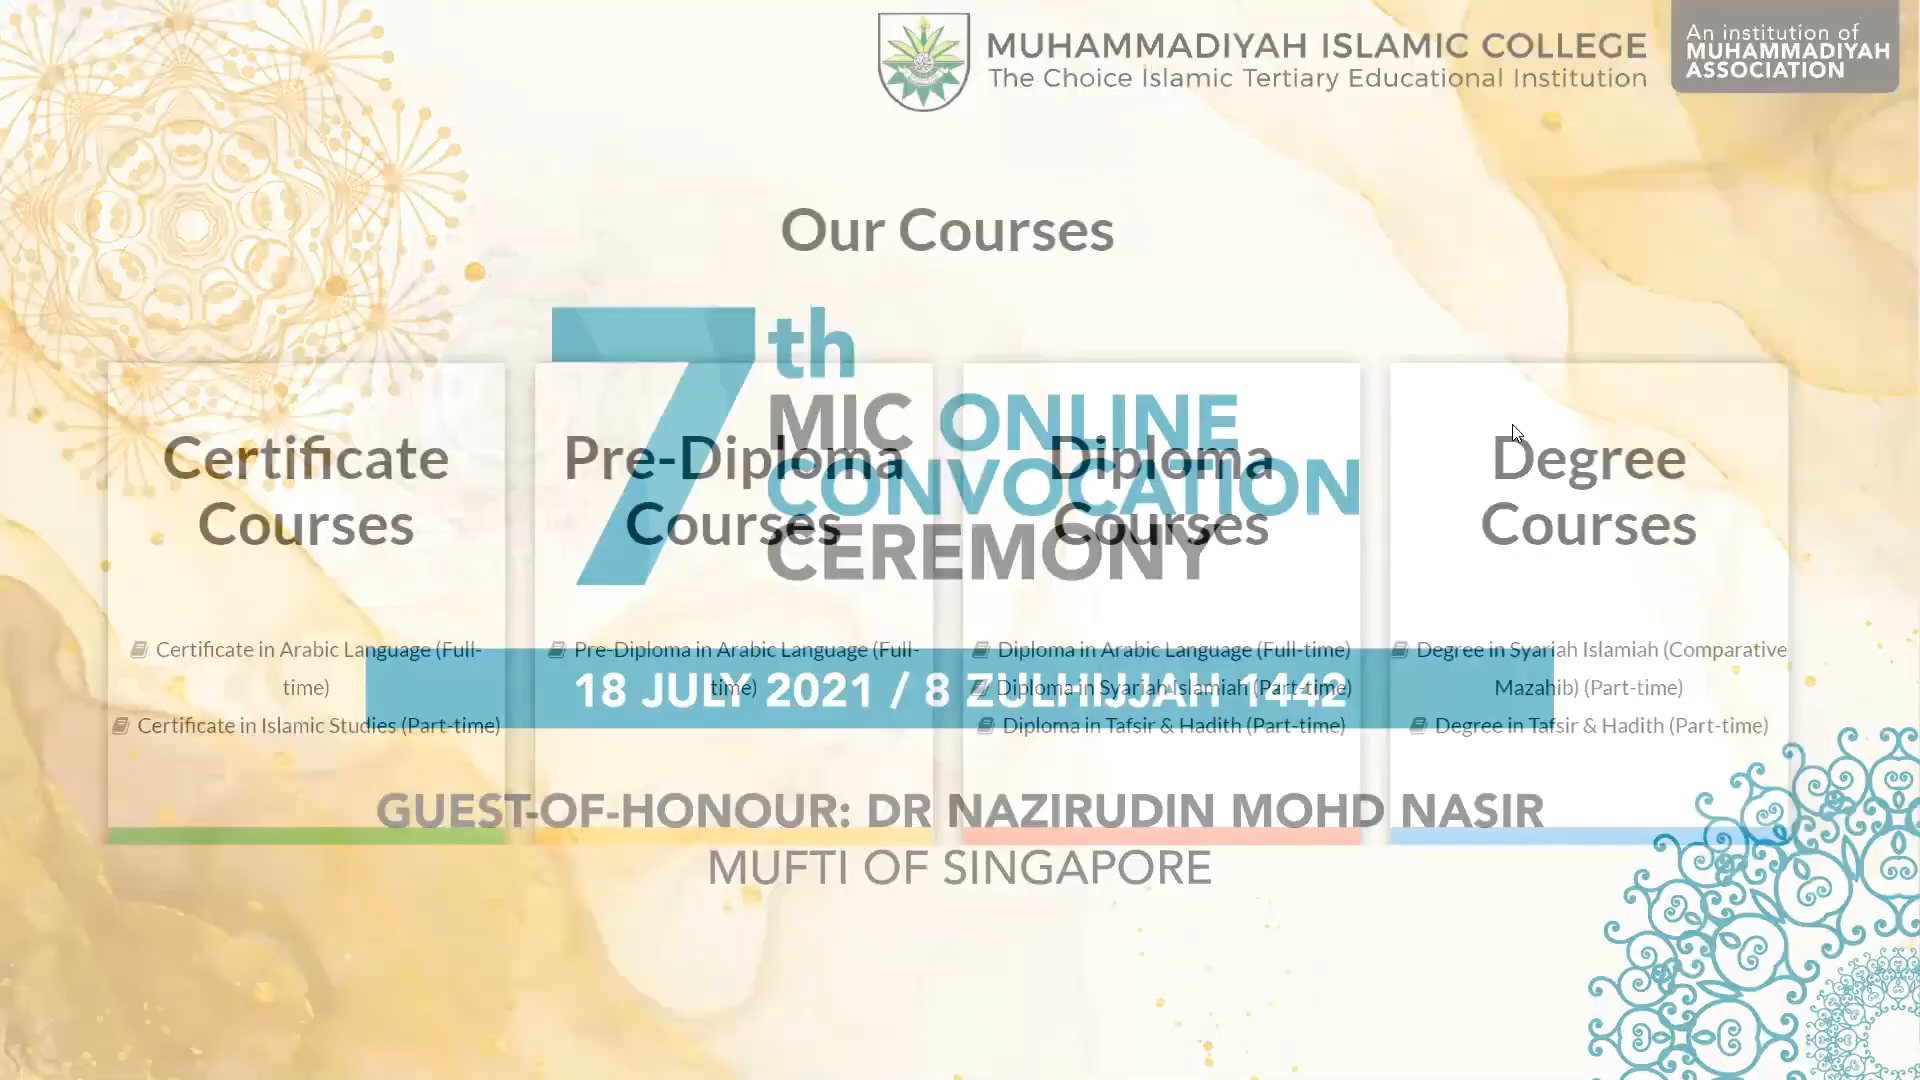 MUHAMMADIYAH ISLAMIC COLLEGE
The Choice Islamic Tertiary Educational Institution
An institution of
MUHAMMADIYAH
ASSOCIATION
Our Courses
7th
MIC ONLINE
CONVOCATION
CEREMONY
Certificate
Courses
Pre-Diploma
Courses
Diploma
Courses
Degree
Courses
Certificate in Arabic Language (Full-
time)
Certificate in Islamic Studies (Part-time)
Pre-Diploma in Arabic Language (Full-
time)
Diploma in Arabic Language (Full-time)
Diploma in Syariah Islamiah (Part-time)
Diploma in Tafsir & Hadith (Part-time)
Degree in Syariah Islamiah (Comparative
Mazahib) (Part-time)
Degree in Tafsir & Hadith (Part-time)
18 JULY 2021 / 8 ZULHIJJAH 1442
GUEST-OF-HONOUR: DR NAZIRUDIN MOHD NASIR
MUFTI OF SINGAPORE